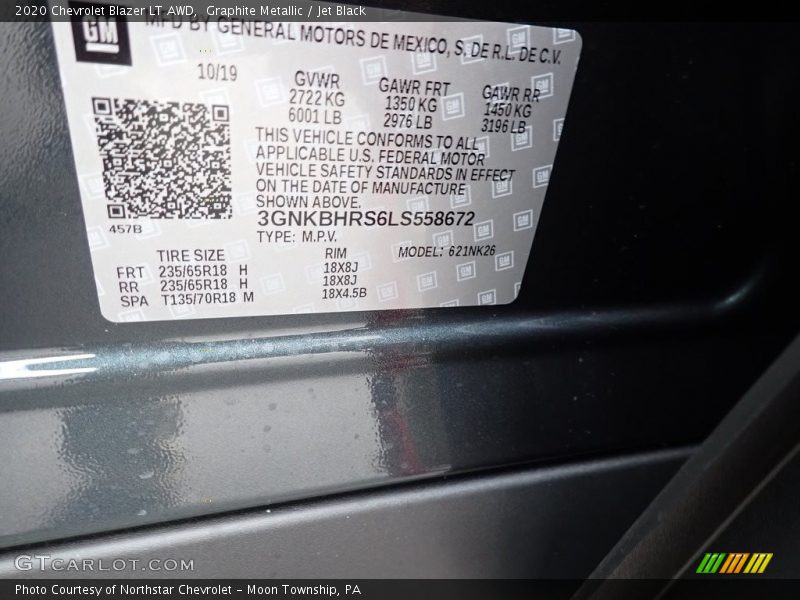 2020 Chevrolet Blazer LT AWD, Graphite Metallic / Jet Black
GM
MFD BY GENERAL MOTORS DE MEXICO, S. DE R.L. DE C.V.
10/19
GVWR GAWR FRT GAWR RR
2722 KG 1350 KG 1450 KG
6001 LB 2976 LB 3196 LB
THIS VEHICLE CONFORMS TO ALL
APPLICABLE U.S. FEDERAL MOTOR
VEHICLE SAFETY STANDARDS IN EFFECT
ON THE DATE OF MANUFACTURE
SHOWN ABOVE.
3GNKBHRS6LS558672
457B
TYPE: M.P.V.
MODEL: 621NK26
TIRE SIZE RIM
FRT 235/65R18 H 18X8J
RR 235/65R18 H 18X8J
SPA T135/70R18 M 18X4.5B
GTCARLOT.COM
Photo Courtesy of Northstar Chevrolet - Moon Township, PA